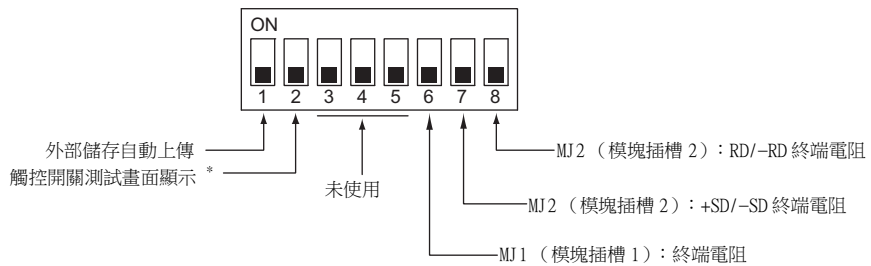 ON
1 2 3 4 5 6 7 8
外部儲存自動上傳
觸控開關測試畫面顯示 *
未使用
MJ2 （模塊插槽 2）：RD/−RD 終端電阻
MJ2 （模塊插槽 2）：+SD/−SD 終端電阻
MJ1 （模塊插槽 1）：終端電阻